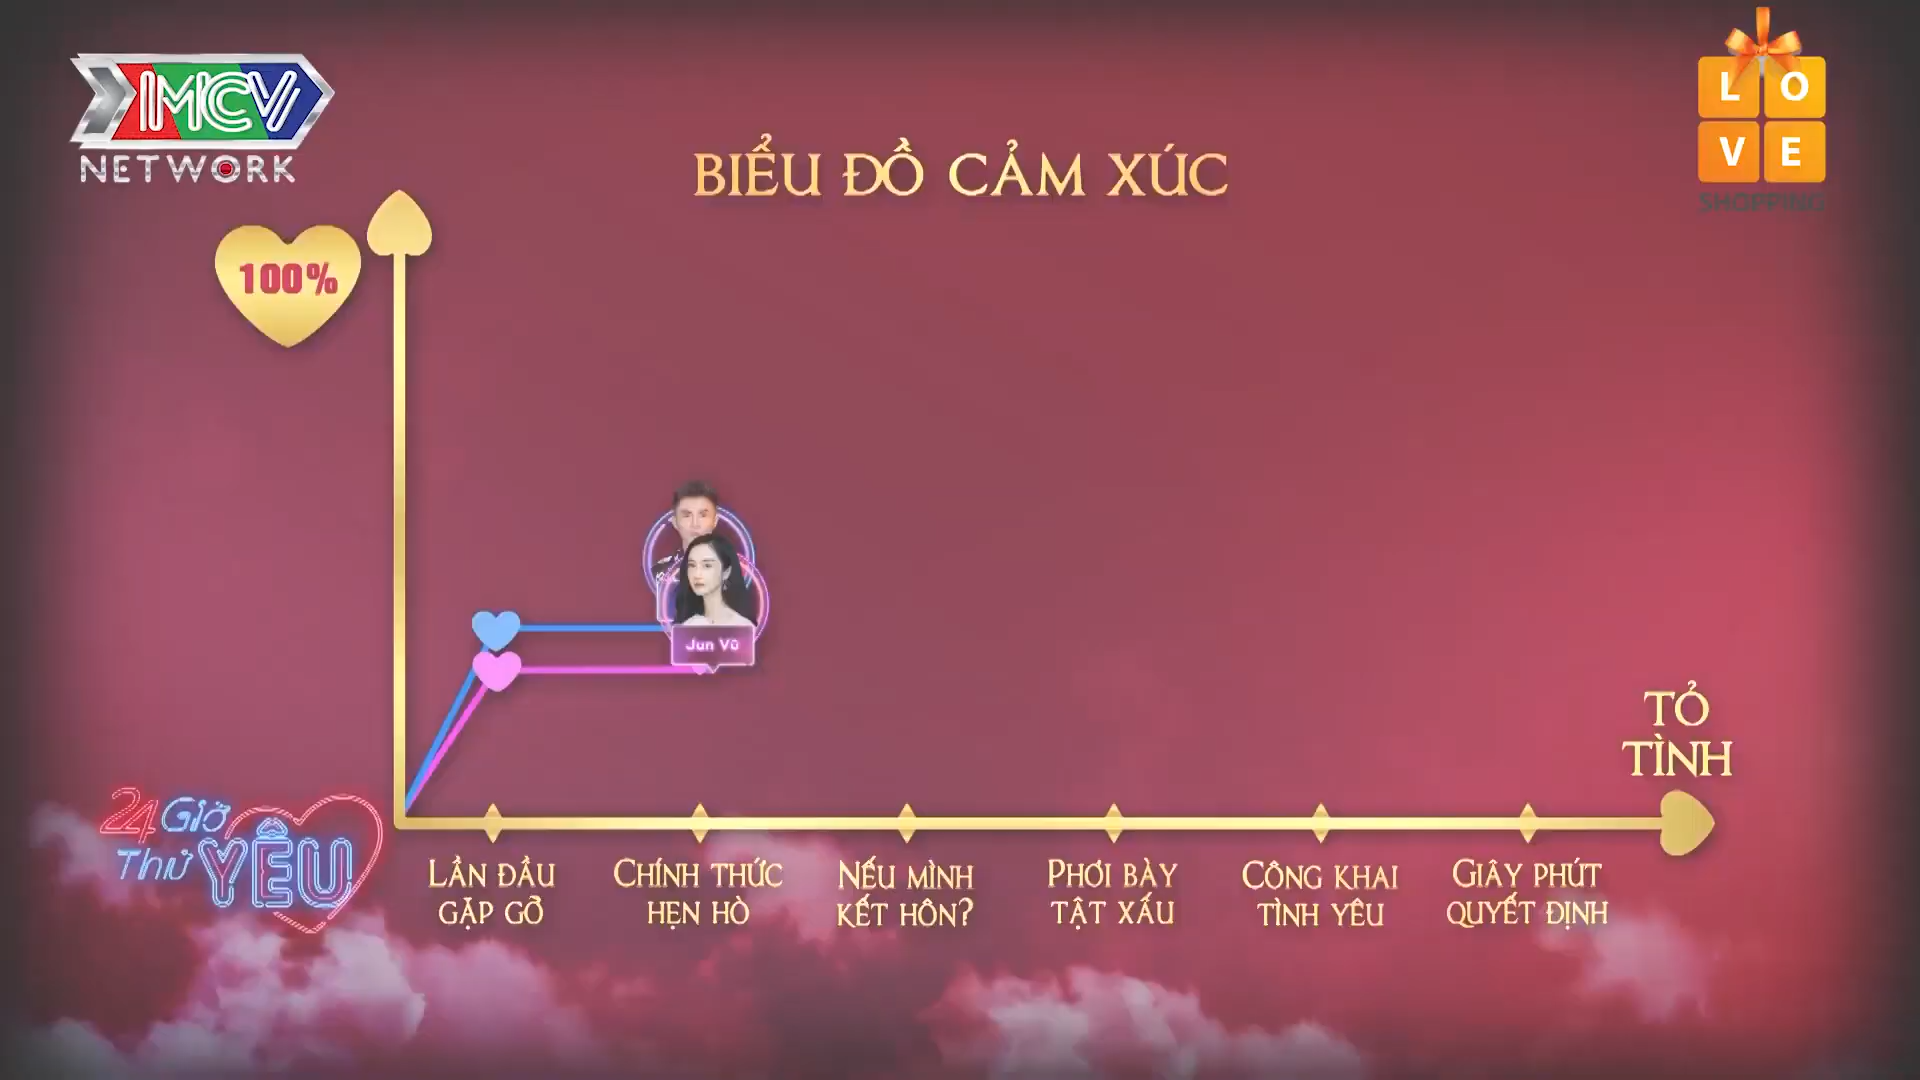 MCV
NETWORK
LOVE
SHOPPING
BIỂU ĐỒ CẢM XÚC
100%
Jun Vũ
TỎ
TÌNH
24 Giờ
Thử
YÊU
LẦN ĐẦU
GẶP GỠ
CHÍNH THỨC
HẸN HÒ
NẾU MÌNH
KẾT HÔN?
PHƠI BÀY
TẬT XẤU
CÔNG KHAI
TÌNH YÊU
GIÂY PHÚT
QUYẾT ĐỊNH